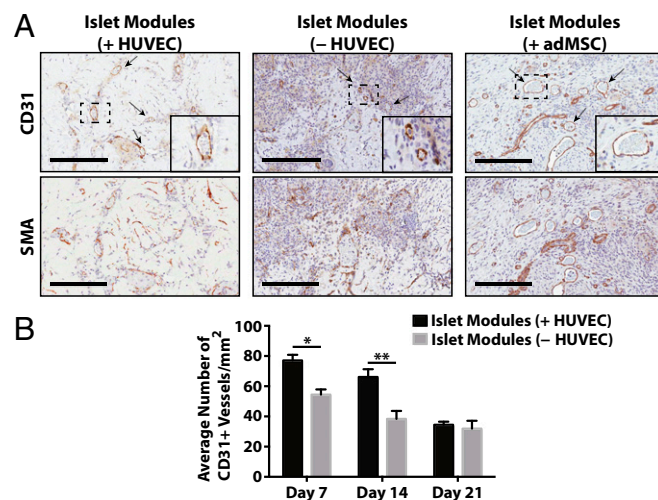 A
Islet Modules
(+ HUVEC)
Islet Modules
(– HUVEC)
Islet Modules
(+ adMSC)
CD31
SMA
B
Islet Modules (+ HUVEC)
Islet Modules (– HUVEC)
Average Number of
CD31+ Vessels/mm2
100
80
60
40
20
0
*
**
Day 7 Day 14 Day 21